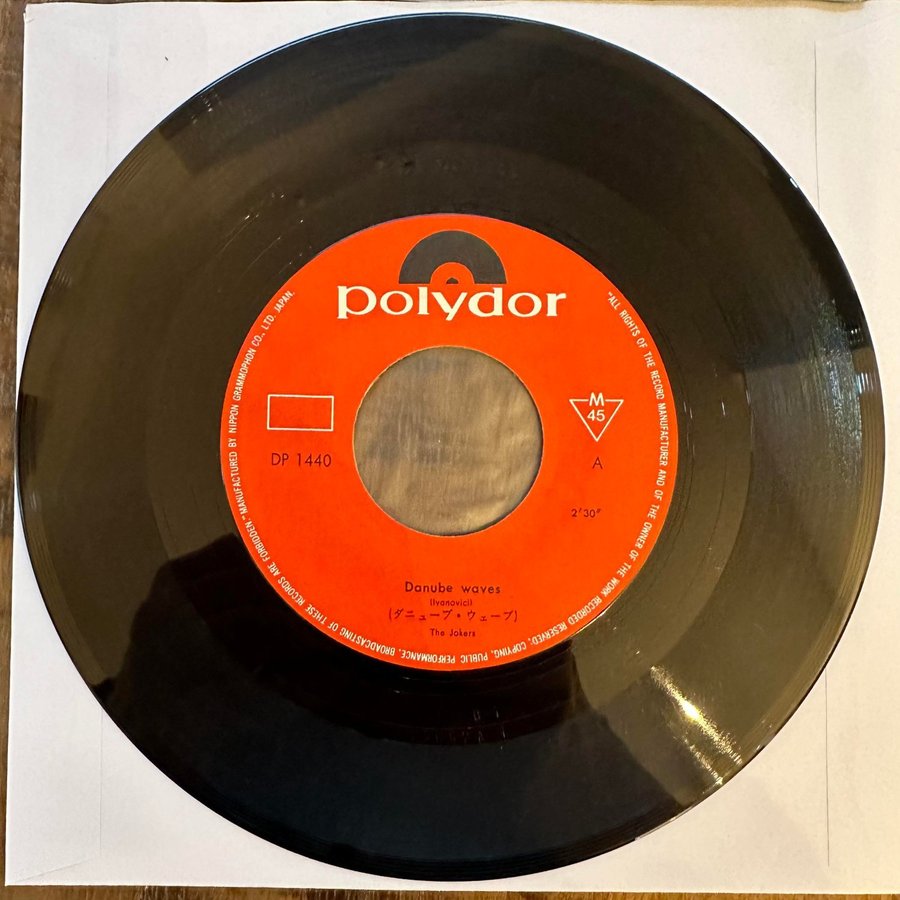 polydor
"ALL RIGHTS OF THE RECORD MANUFACTURER AND OF THE OWNER OF THE WORK RECORDED RESERVED, COPYING, PUBLIC PERFORMANCE, BROADCASTING OF THESE RECORDS ARE FORBIDDEN" MANUFACTURED BY NIPPON GRAMMOPHON CO., LTD. JAPAN.
M
45
DP 1440
A
2'30"
Danube waves
(Ivanovici)
(ダニューブ・ウェーブ)
The Jokers